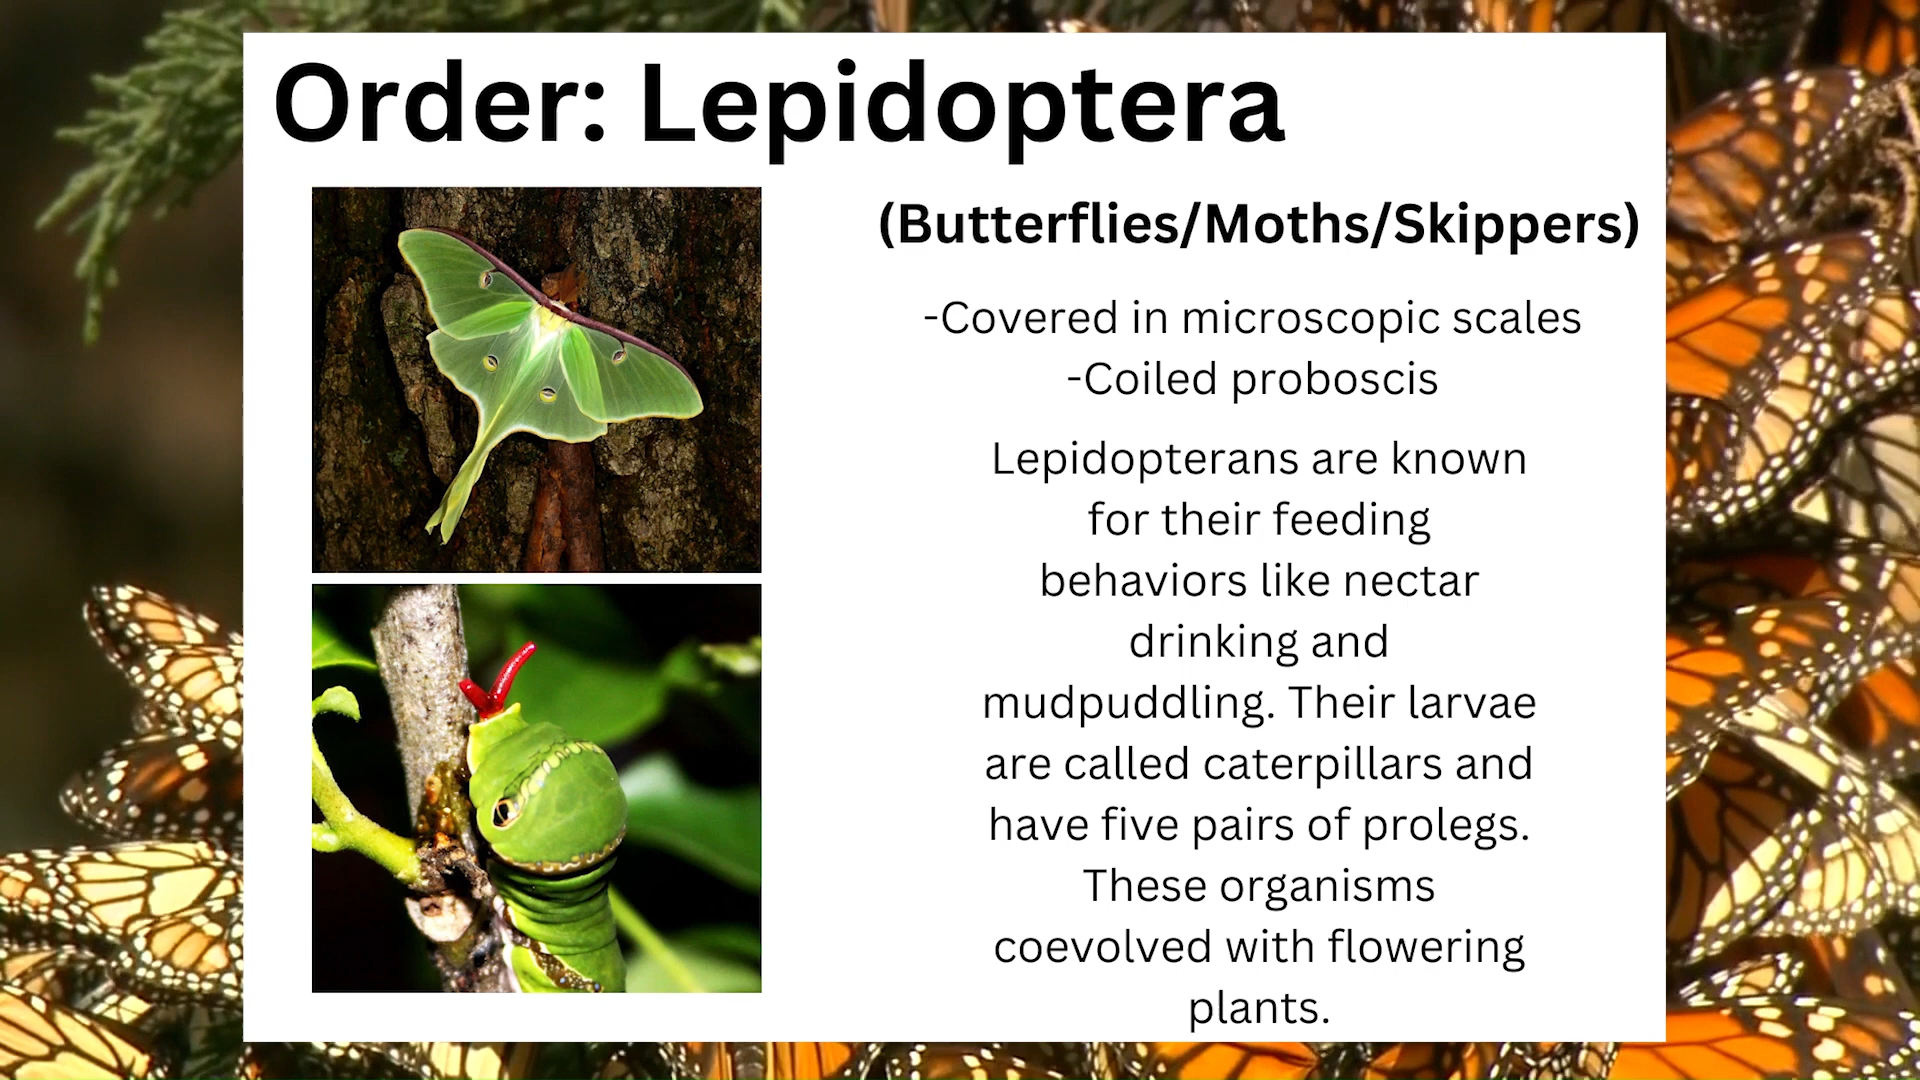 Order: Lepidoptera
(Butterflies/Moths/Skippers)
-Covered in microscopic scales
-Coiled proboscis
Lepidopterans are known
for their feeding
behaviors like nectar
drinking and
mudpuddling. Their larvae
are called caterpillars and
have five pairs of prolegs.
These organisms
coevolved with flowering
plants.